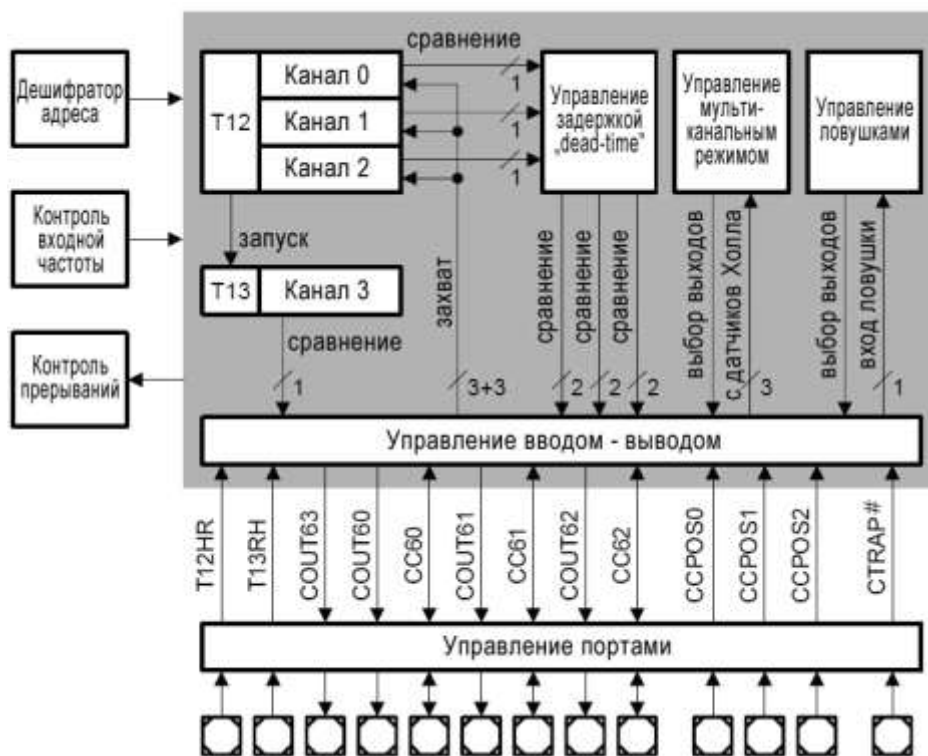 Дешифратор
адреса
Контроль
входной
частоты
Контроль
прерываний
T12
Канал 0
Канал 1
Канал 2
сравнение
1
1
1
Управление
задержкой
„dead-time”
Управление
мульти-
канальным
режимом
Управление
ловушками
запуск
T13
Канал 3
сравнение
1
захват
3+3
сравнение
2
сравнение
2
сравнение
2
выбор выходов
с датчиков Холла
3
выбор выходов
вход ловушки
1
Управление вводом - выводом
T12HR
T13RH
COUT63
COUT60
CC60
COUT61
CC61
COUT62
CC62
CCPOS0
CCPOS1
CCPOS2
CTRAP#
Управление портами